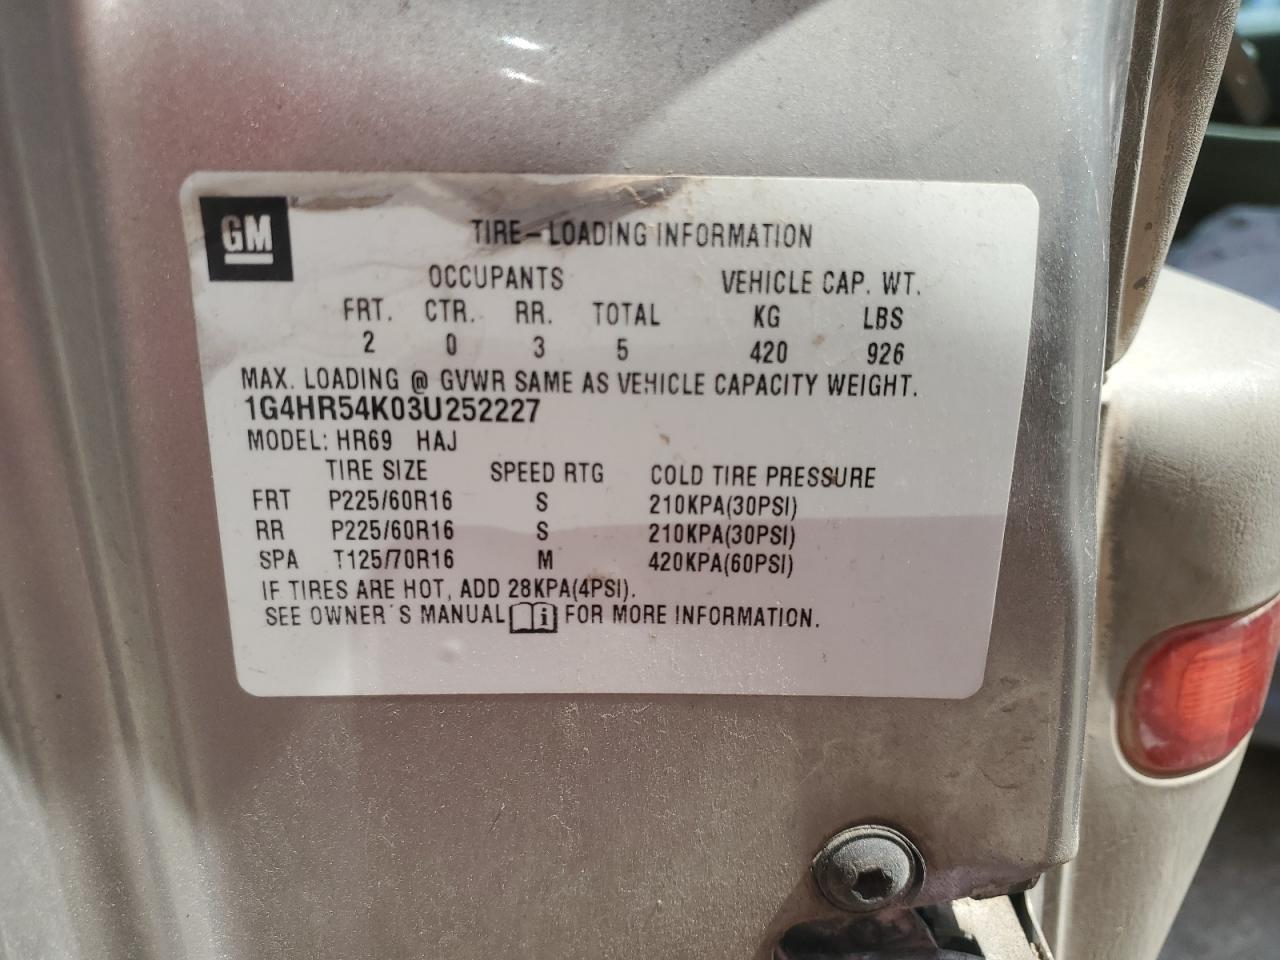 GM
TIRE-LOADING INFORMATION
OCCUPANTS VEHICLE CAP. WT.
FRT. CTR. RR. TOTAL KG LBS
2 0 3 5 420 926
MAX. LOADING @ GVWR SAME AS VEHICLE CAPACITY WEIGHT.
1G4HR54K03U252227
MODEL: HR69 HAJ
TIRE SIZE SPEED RTG COLD TIRE PRESSURE
FRT P225/60R16 S 210KPA(30PSI)
RR P225/60R16 S 210KPA(30PSI)
SPA T125/70R16 M 420KPA(60PSI)
IF TIRES ARE HOT, ADD 28KPA(4PSI).
SEE OWNER'S MANUAL i FOR MORE INFORMATION.